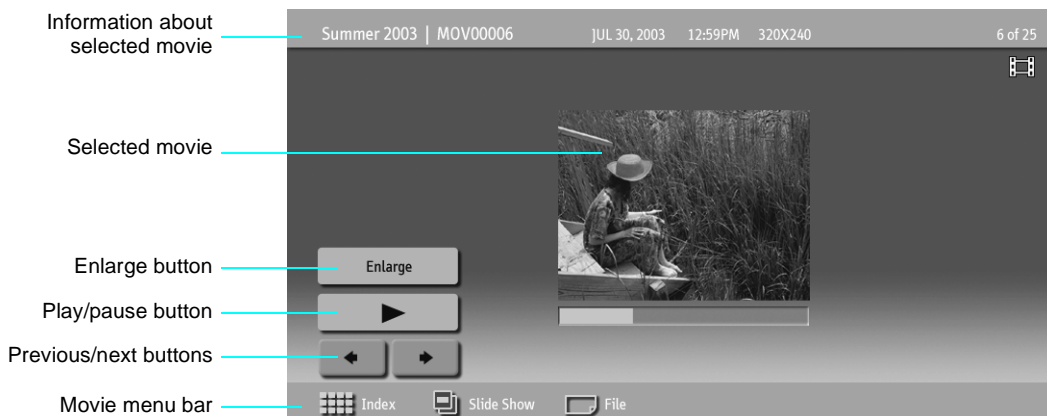 Information about
selected movie
Summer 2003 | MOV00006 JUL 30, 2003 12:59PM 320X240 6 of 25
Selected movie
Enlarge button
Enlarge
Play/pause button
Previous/next buttons
Movie menu bar
Index Slide Show File